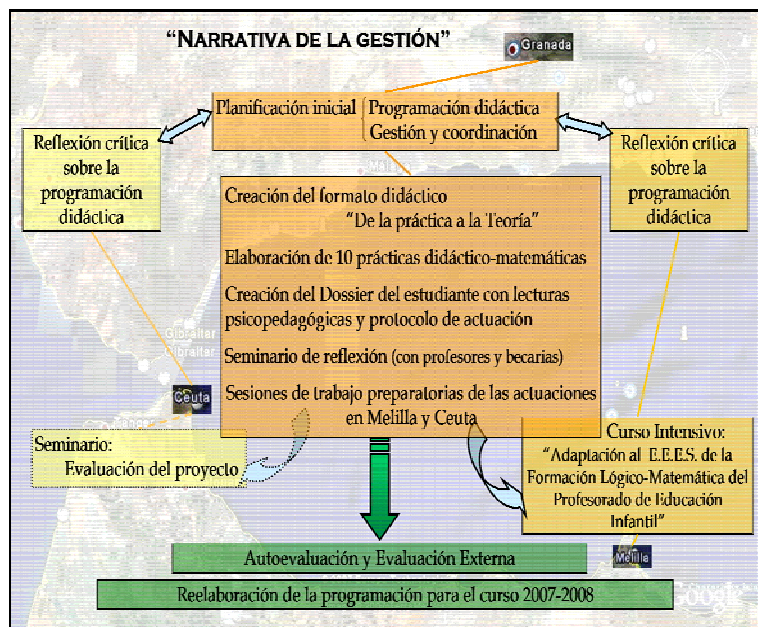 “NARRATIVA DE LA GESTIÓN”
Granada
Planificación inicial
Programación didáctica
Gestión y coordinación
Reflexión crítica
sobre la
programación
didáctica
Reflexión crítica
sobre la
programación
didáctica
Creación del formato didáctico
“De la práctica a la Teoría”
Elaboración de 10 prácticas didáctico-matemáticas
Creación del Dossier del estudiante con lecturas
psicopedagógicas y protocolo de actuación
Seminario de reflexión (con profesores y becarias)
Sesiones de trabajo preparatorias de las actuaciones
en Melilla y Ceuta
Gibraltar
Gibraltar
Ceuta
Seminario:
Evaluación del proyecto
Curso Intensivo:
“Adaptación al E.E.E.S. de la
Formación Lógico-Matemática del
Profesorado de Educación
Infantil”
Autoevaluación y Evaluación Externa
Melilla
Reelaboración de la programación para el curso 2007-2008
Google